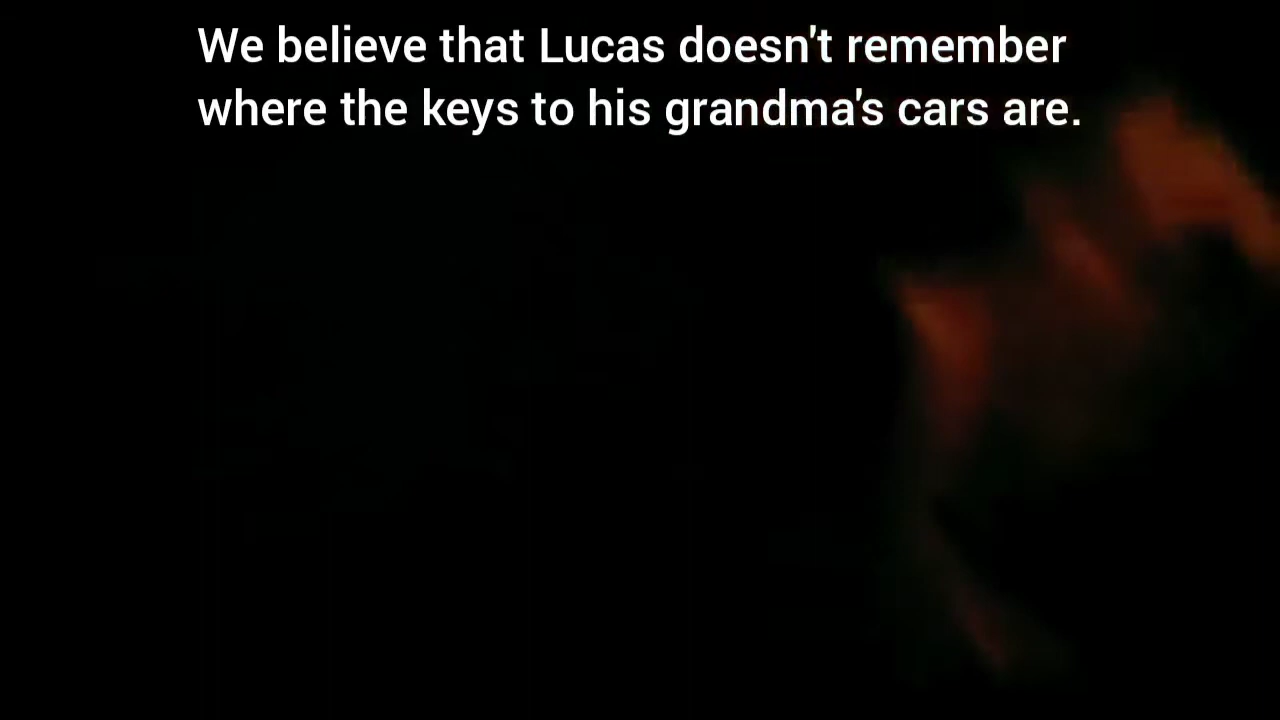 We believe that Lucas doesn't remember
where the keys to his grandma's cars are.